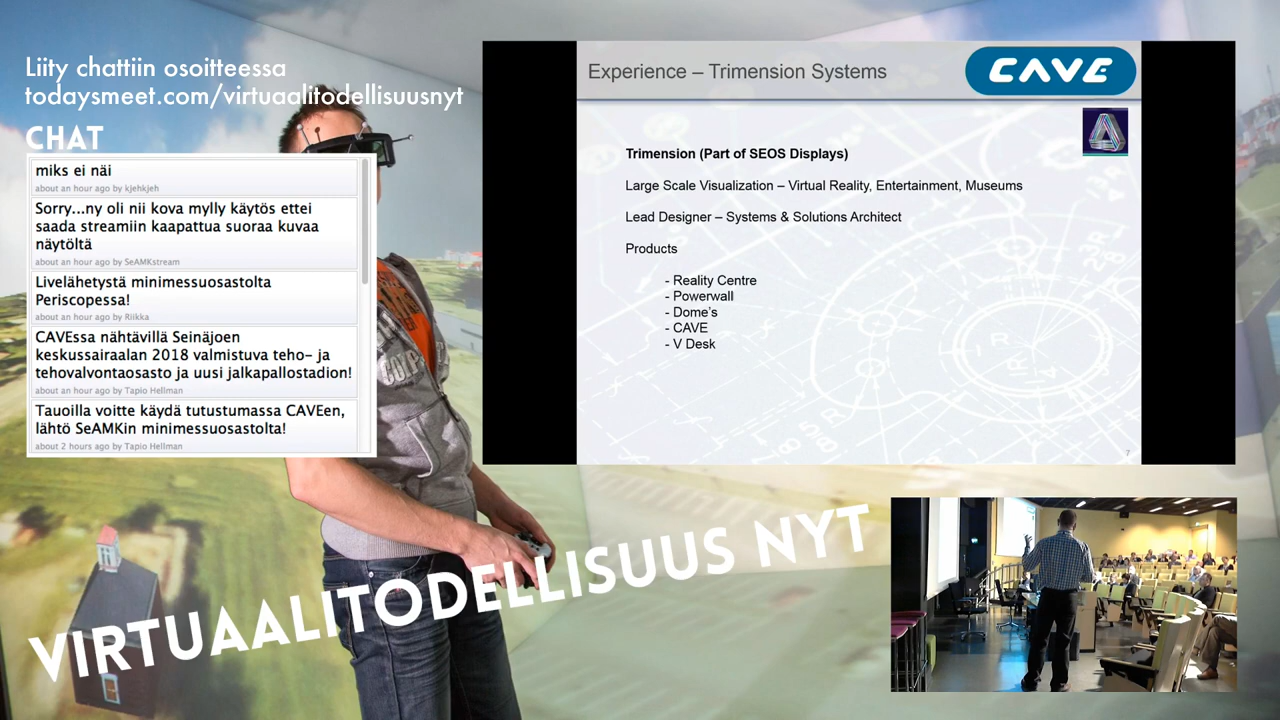 Liity chattiin osoitteessa
todaysmeet.com/virtuaalitodellisuusnyt
CHAT
miks ei näi
about an hour ago by kjehkjeh
Sorry...ny oli nii kova mylly käytös ettei
saada streamiin kaapattua suoraa kuvaa
näytöltä
about an hour ago by SeAMKstream
Livelähetystä minimessuosastolta
Periscopessa!
about an hour ago by Riikka
CAVEssa nähtävillä Seinäjoen
keskussairaalan 2018 valmistuva teho- ja
tehovalvontaosasto ja uusi jalkapallostadion!
about an hour ago by Tapio Hellman
Tauoilla voitte käydä tutustumassa CAVEen,
lähtö SeAMKin minimessuosastolta!
about 2 hours ago by Tapio Hellman
Experience – Trimension Systems
CAVE
Trimension (Part of SEOS Displays)
Large Scale Visualization – Virtual Reality, Entertainment, Museums
Lead Designer – Systems & Solutions Architect
Products
- Reality Centre
- Powerwall
- Dome's
- CAVE
- V Desk
7
VIRTUAALITODELLISUUS NYT